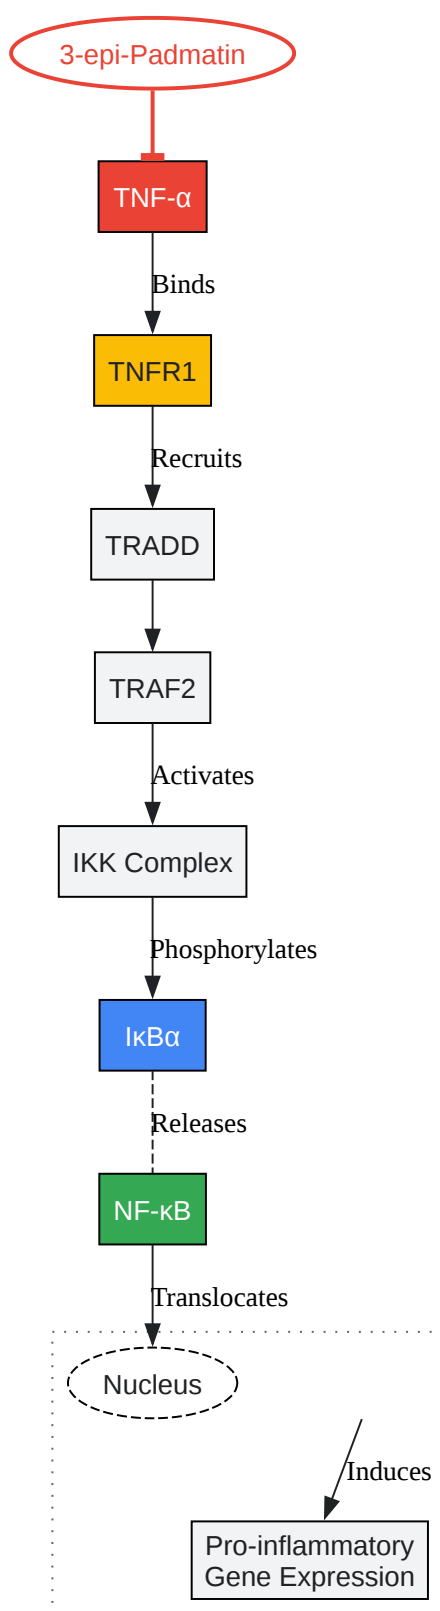 3-epi-Padmatin
TNF-α
Binds
TNFR1
Recruits
TRADD
TRAF2
Activates
IKK Complex
Phosphorylates
IκBα
Releases
NF-κB
Translocates
Nucleus
Induces
Pro-inflammatory
Gene Expression